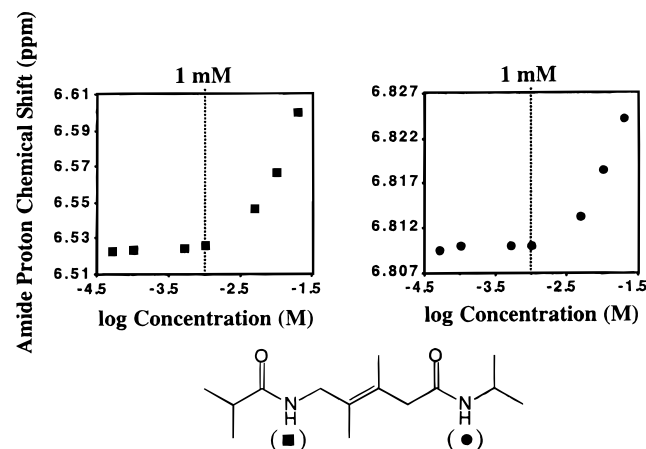 Amide Proton Chemical Shift (ppm)
1 mM
6.61
6.59
6.57
6.55
6.53
6.51
-4.5 -3.5 -2.5 -1.5
log Concentration (M)
1 mM
6.827
6.822
6.817
6.812
6.807
-4.5 -3.5 -2.5 -1.5
log Concentration (M)
O O
N N
H H
(■) (●)